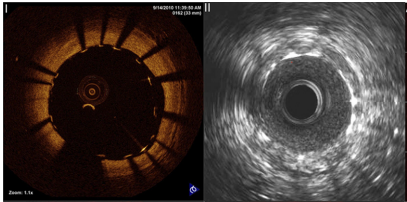 I
9/14/2010 11:39:50 AM
0162 (33 mm)
Zoom: 1.1x
II